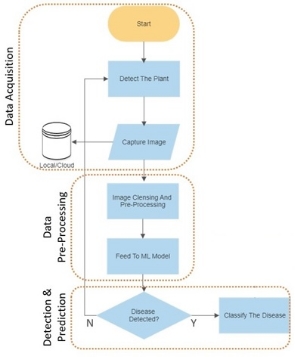 Start
Data Acquisition
Detect The Plant
Capture Image
Local/Cloud
Data
Pre-Processing
Image Clensing And
Pre-Processing
Feed To ML Model
Detection &
Prediction
Disease
Detected?
N
Y
Classify The Disease